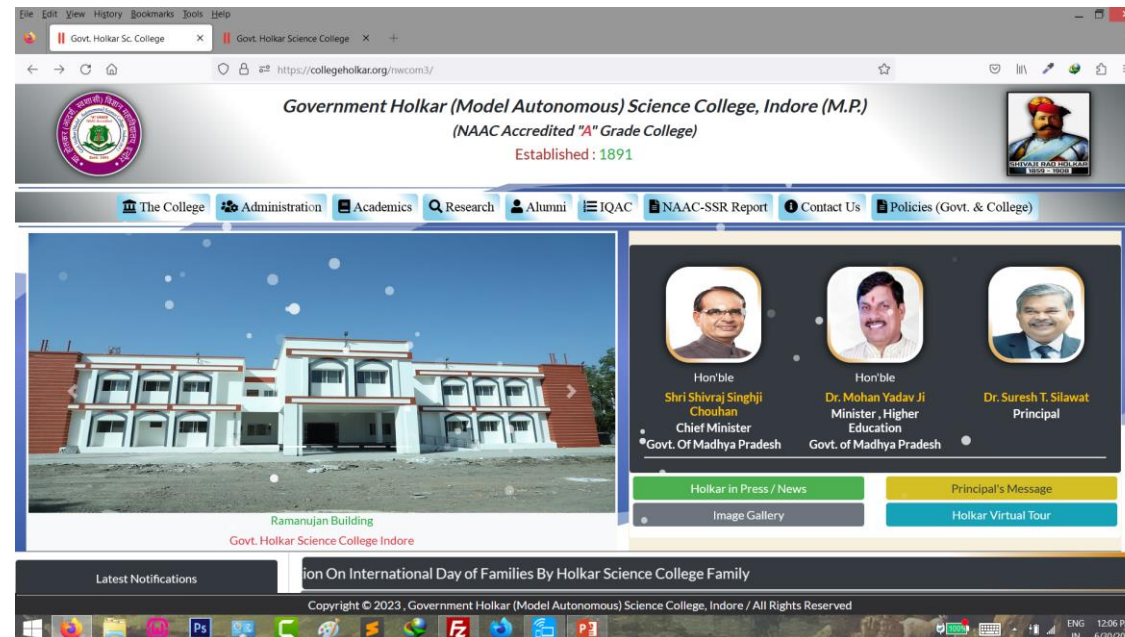 File Edit View History Bookmarks Tools Help
Govt. Holkar Sc. College
Govt. Holkar Science College
https://collegeholkar.org/nwcom3/
Government Holkar (Model Autonomous) Science College, Indore (M.P.)
(NAAC Accredited "A" Grade College)
Established : 1891
SHIVAJI RAO HOLKAR
1859 - 1908
The College Administration Academics Research Alumni IQAC NAAC-SSR Report Contact Us Policies (Govt. & College)
Hon'ble
Shri Shivraj Singhji
Chouhan
Chief Minister
Govt. Of Madhya Pradesh
Hon'ble
Dr. Mohan Yadav Ji
Minister , Higher
Education
Govt. of Madhya Pradesh
Dr. Suresh T. Silawat
Principal
Holkar in Press / News
Principal's Message
Image Gallery
Holkar Virtual Tour
Ramanujan Building
Govt. Holkar Science College Indore
Latest Notifications
ion On International Day of Families By Holkar Science College Family
Copyright © 2023 , Government Holkar (Model Autonomous) Science College, Indore / All Rights Reserved
Ps
100%
ENG
IN
12:06 P